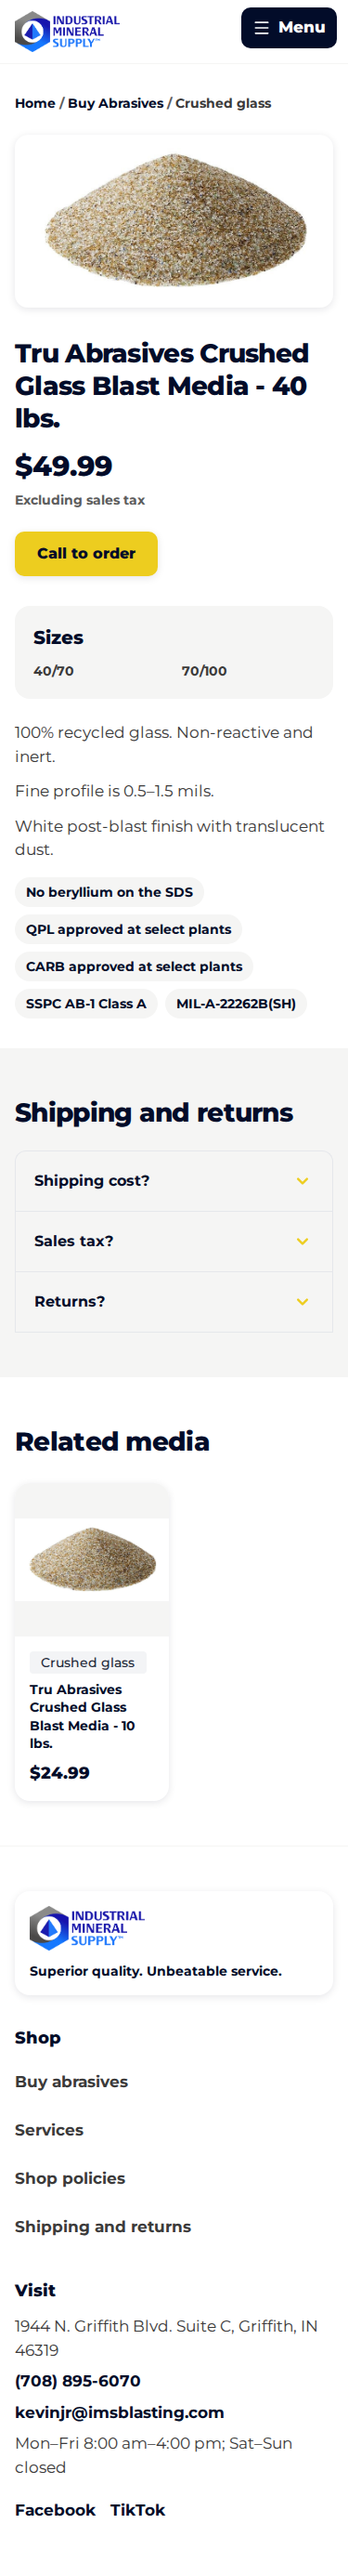 INDUSTRIAL
MINERAL
SUPPLY™
☰ Menu
Home / Buy Abrasives / Crushed glass
Tru Abrasives Crushed
Glass Blast Media - 40
lbs.
$49.99
Excluding sales tax
Call to order
Sizes
40/70 70/100
100% recycled glass. Non-reactive and
inert.
Fine profile is 0.5–1.5 mils.
White post-blast finish with translucent
dust.
No beryllium on the SDS
QPL approved at select plants
CARB approved at select plants
SSPC AB-1 Class A MIL-A-22262B(SH)
Shipping and returns
Shipping cost?
Sales tax?
Returns?
Related media
Crushed glass
Tru Abrasives
Crushed Glass
Blast Media - 10
lbs.
$24.99
INDUSTRIAL
MINERAL
SUPPLY™
Superior quality. Unbeatable service.
Shop
Buy abrasives
Services
Shop policies
Shipping and returns
Visit
1944 N. Griffith Blvd. Suite C, Griffith, IN
46319
(708) 895-6070
kevinjr@imsblasting.com
Mon–Fri 8:00 am–4:00 pm; Sat–Sun
closed
Facebook TikTok